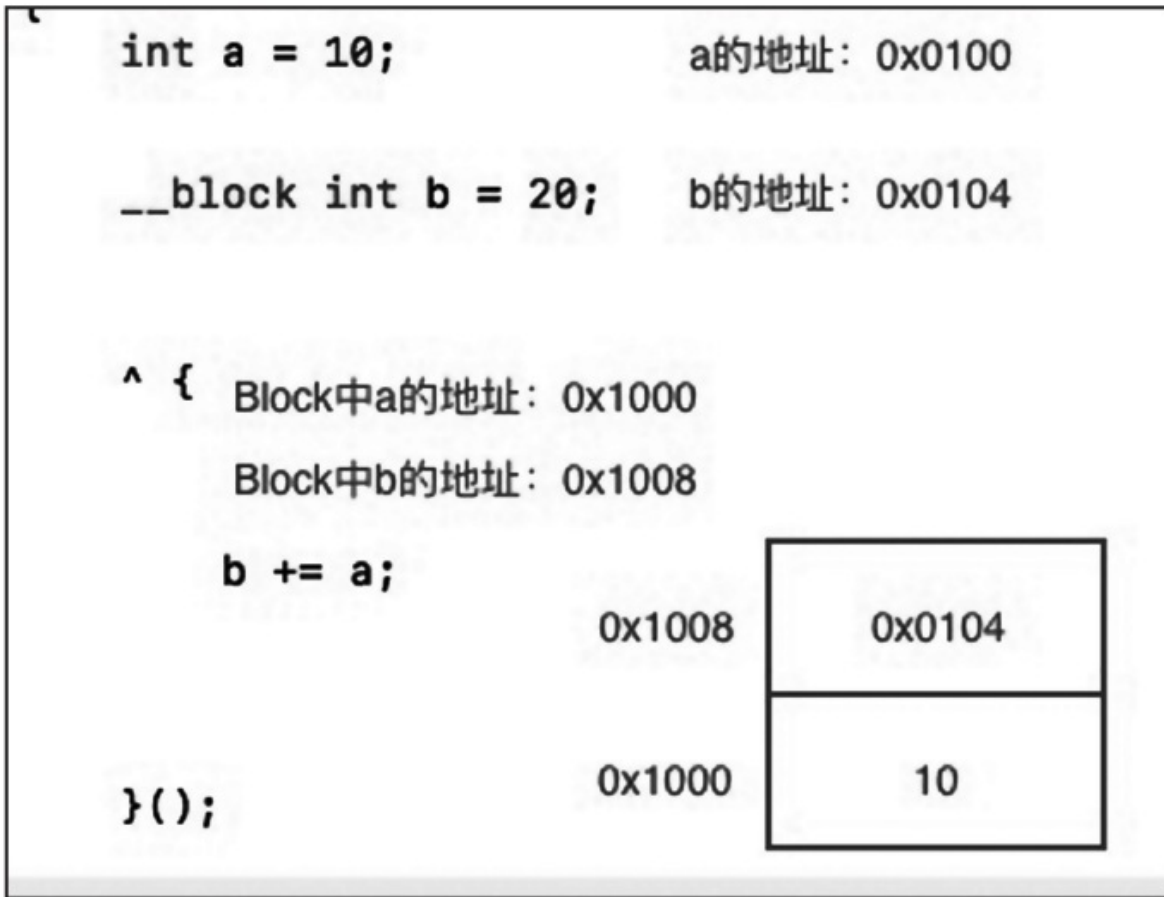 {
int a = 10; a的地址：0x0100
__block int b = 20; b的地址：0x0104
^ { Block中a的地址：0x1000
Block中b的地址：0x1008
b += a;
0x1008 0x0104
0x1000 10
}();